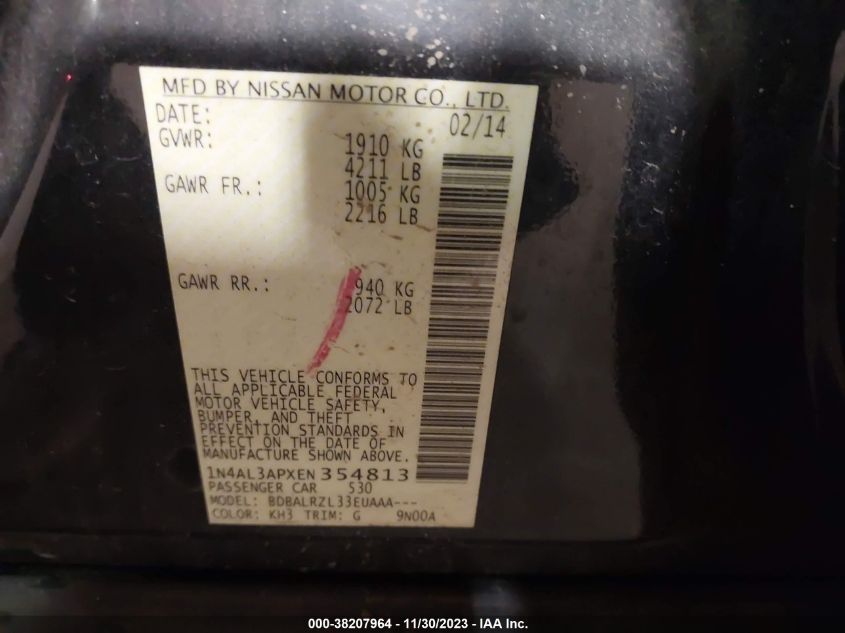 MFD BY NISSAN MOTOR CO., LTD.
DATE: 02/14
GVWR: 1910 KG
4211 LB
GAWR FR.: 1005 KG
2216 LB
GAWR RR.: 940 KG
2072 LB
THIS VEHICLE CONFORMS TO
ALL APPLICABLE FEDERAL
MOTOR VEHICLE SAFETY,
BUMPER, AND THEFT
PREVENTION STANDARDS IN
EFFECT ON THE DATE OF
MANUFACTURE SHOWN ABOVE.
1N4AL3APXEN354813
PASSENGER CAR 530
MODEL: BDBALRZL33EUAAA---
COLOR: KH3 TRIM: G 9N00A
000-38207964 - 11/30/2023 - IAA Inc.